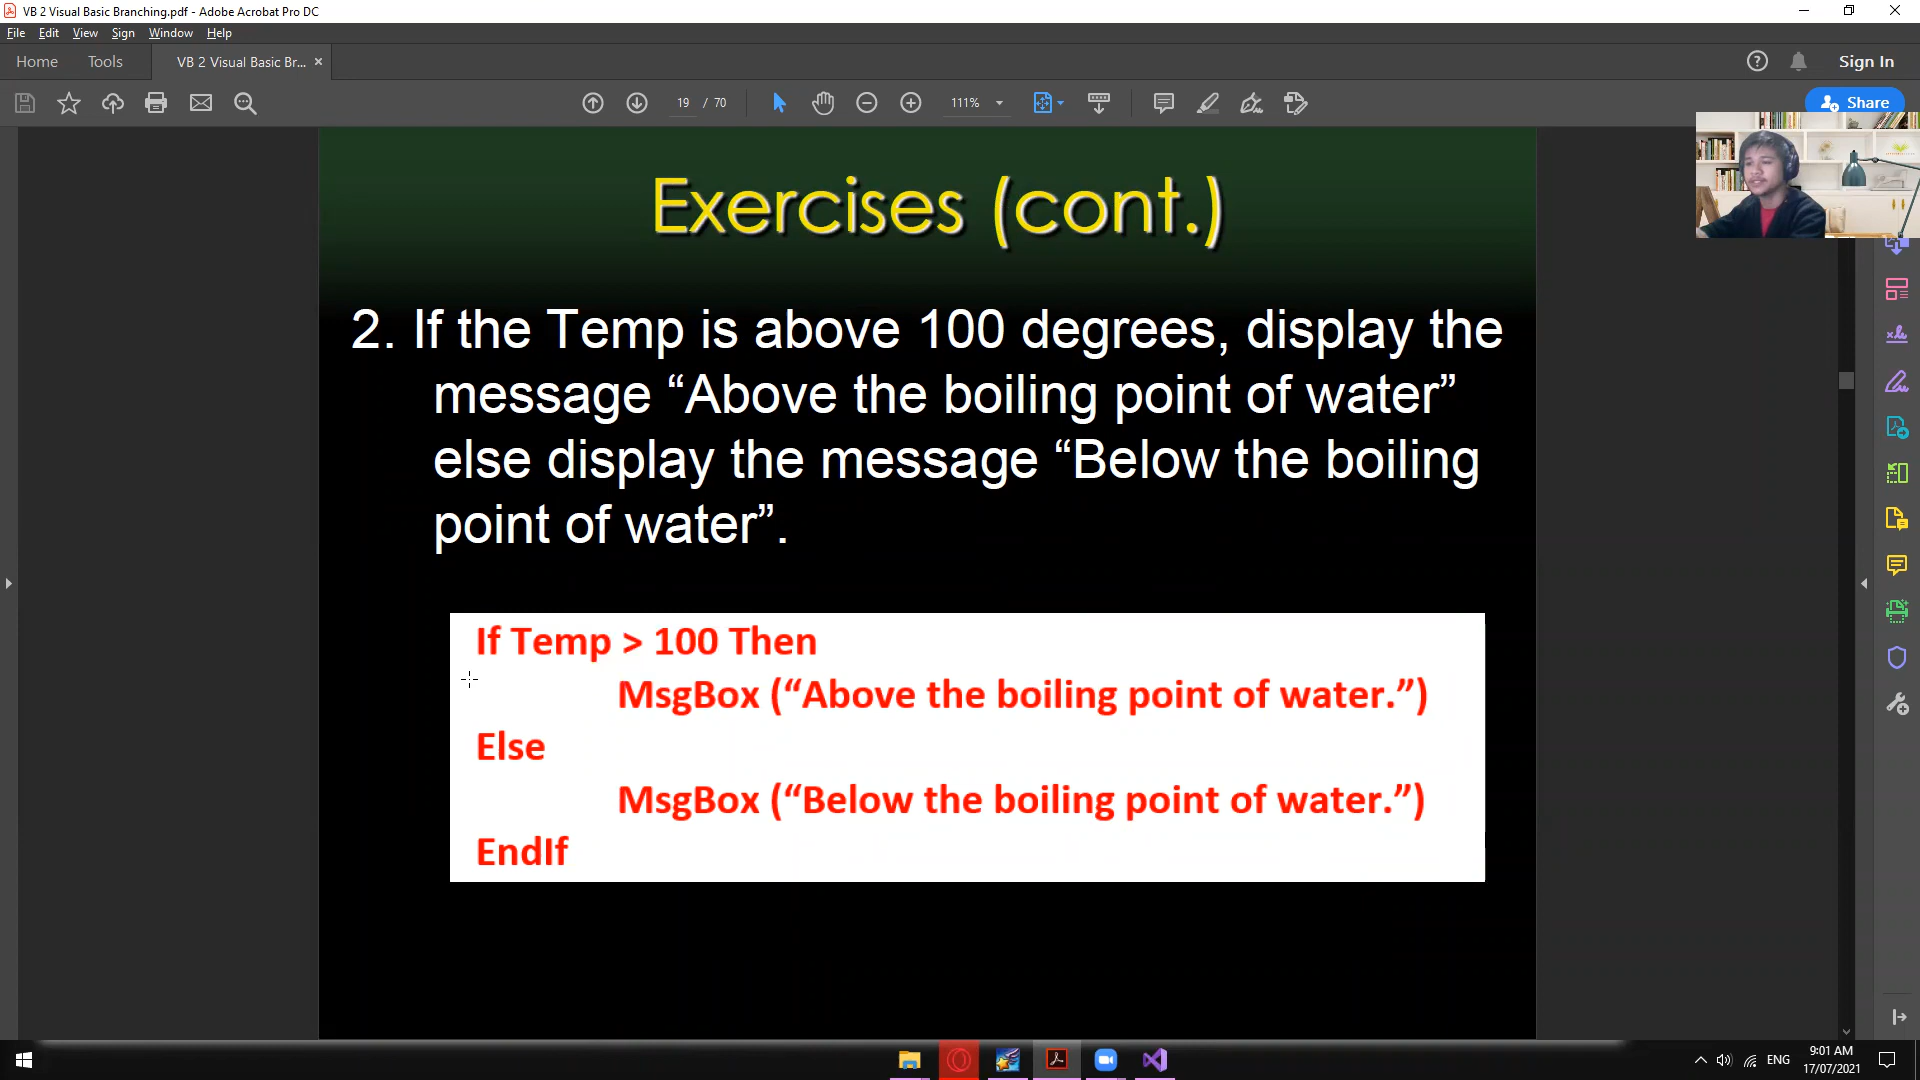 VB 2 Visual Basic Branching.pdf - Adobe Acrobat Pro DC
File Edit View Sign Window Help
Home Tools VB 2 Visual Basic Br... ×
Sign In
19 / 70
111%
Share
Exercises (cont.)
2. If the Temp is above 100 degrees, display the
message “Above the boiling point of water”
else display the message “Below the boiling
point of water”.
If Temp > 100 Then
MsgBox (“Above the boiling point of water.”)
Else
MsgBox (“Below the boiling point of water.”)
EndIf
ENG
9:01 AM
17/07/2021